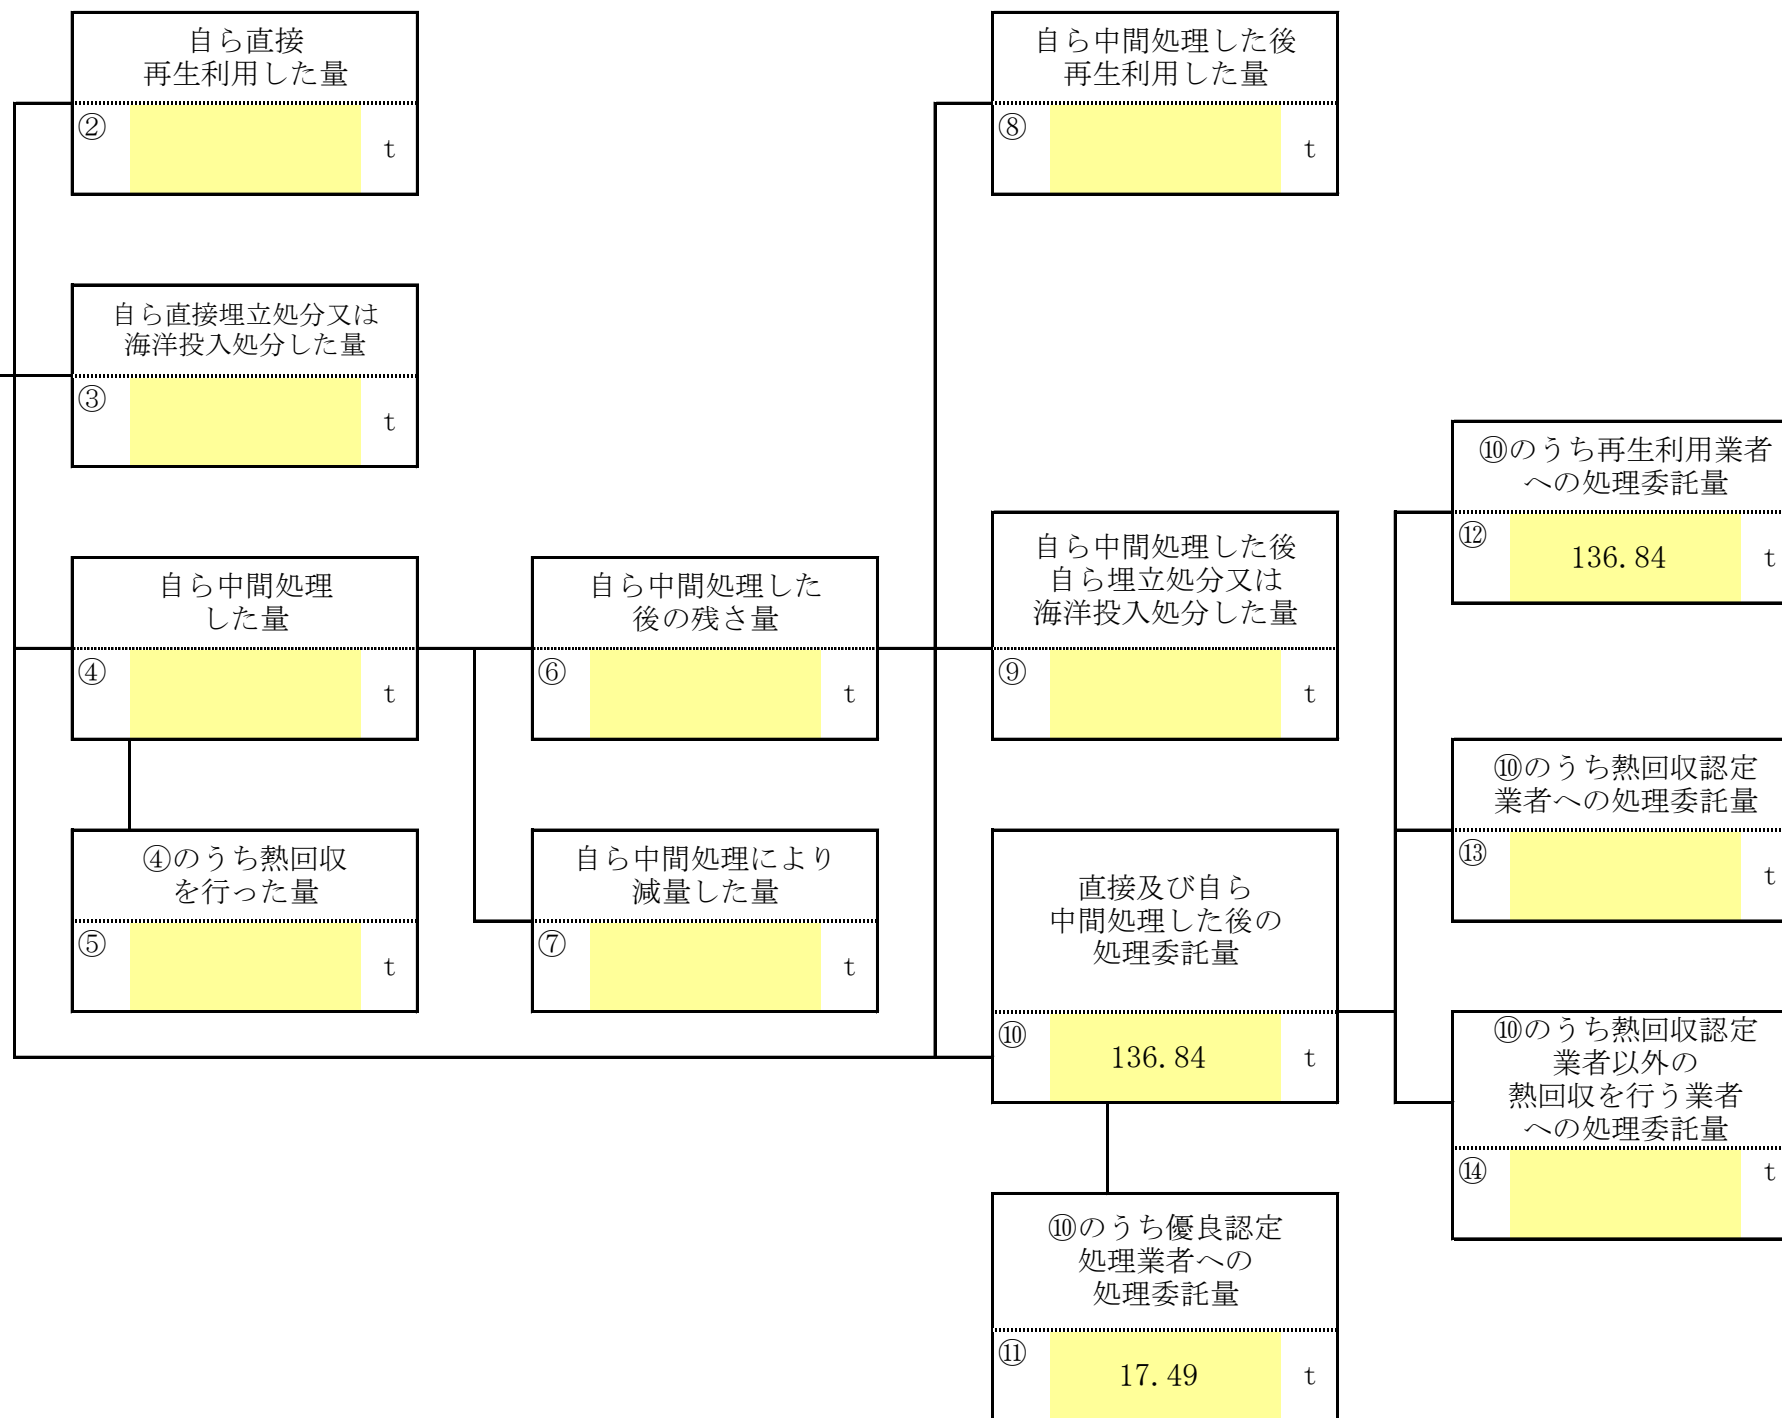 自ら直接
再生利用した量
②
t
自ら中間処理した後
再生利用した量
⑧
t
自ら直接埋立処分又は
海洋投入処分した量
③
t
⑩のうち再生利用業者
への処理委託量
⑫
136.84
t
自ら中間処理
した量
④
t
自ら中間処理した
後の残さ量
⑥
t
自ら中間処理した後
自ら埋立処分又は
海洋投入処分した量
⑨
t
⑩のうち熱回収認定
業者への処理委託量
⑬
t
④のうち熱回収
を行った量
⑤
t
自ら中間処理により
減量した量
⑦
t
直接及び自ら
中間処理した後の
処理委託量
⑩
136.84
t
⑩のうち熱回収認定
業者以外の
熱回収を行う業者
への処理委託量
⑭
t
⑩のうち優良認定
処理業者への
処理委託量
⑪
17.49
t